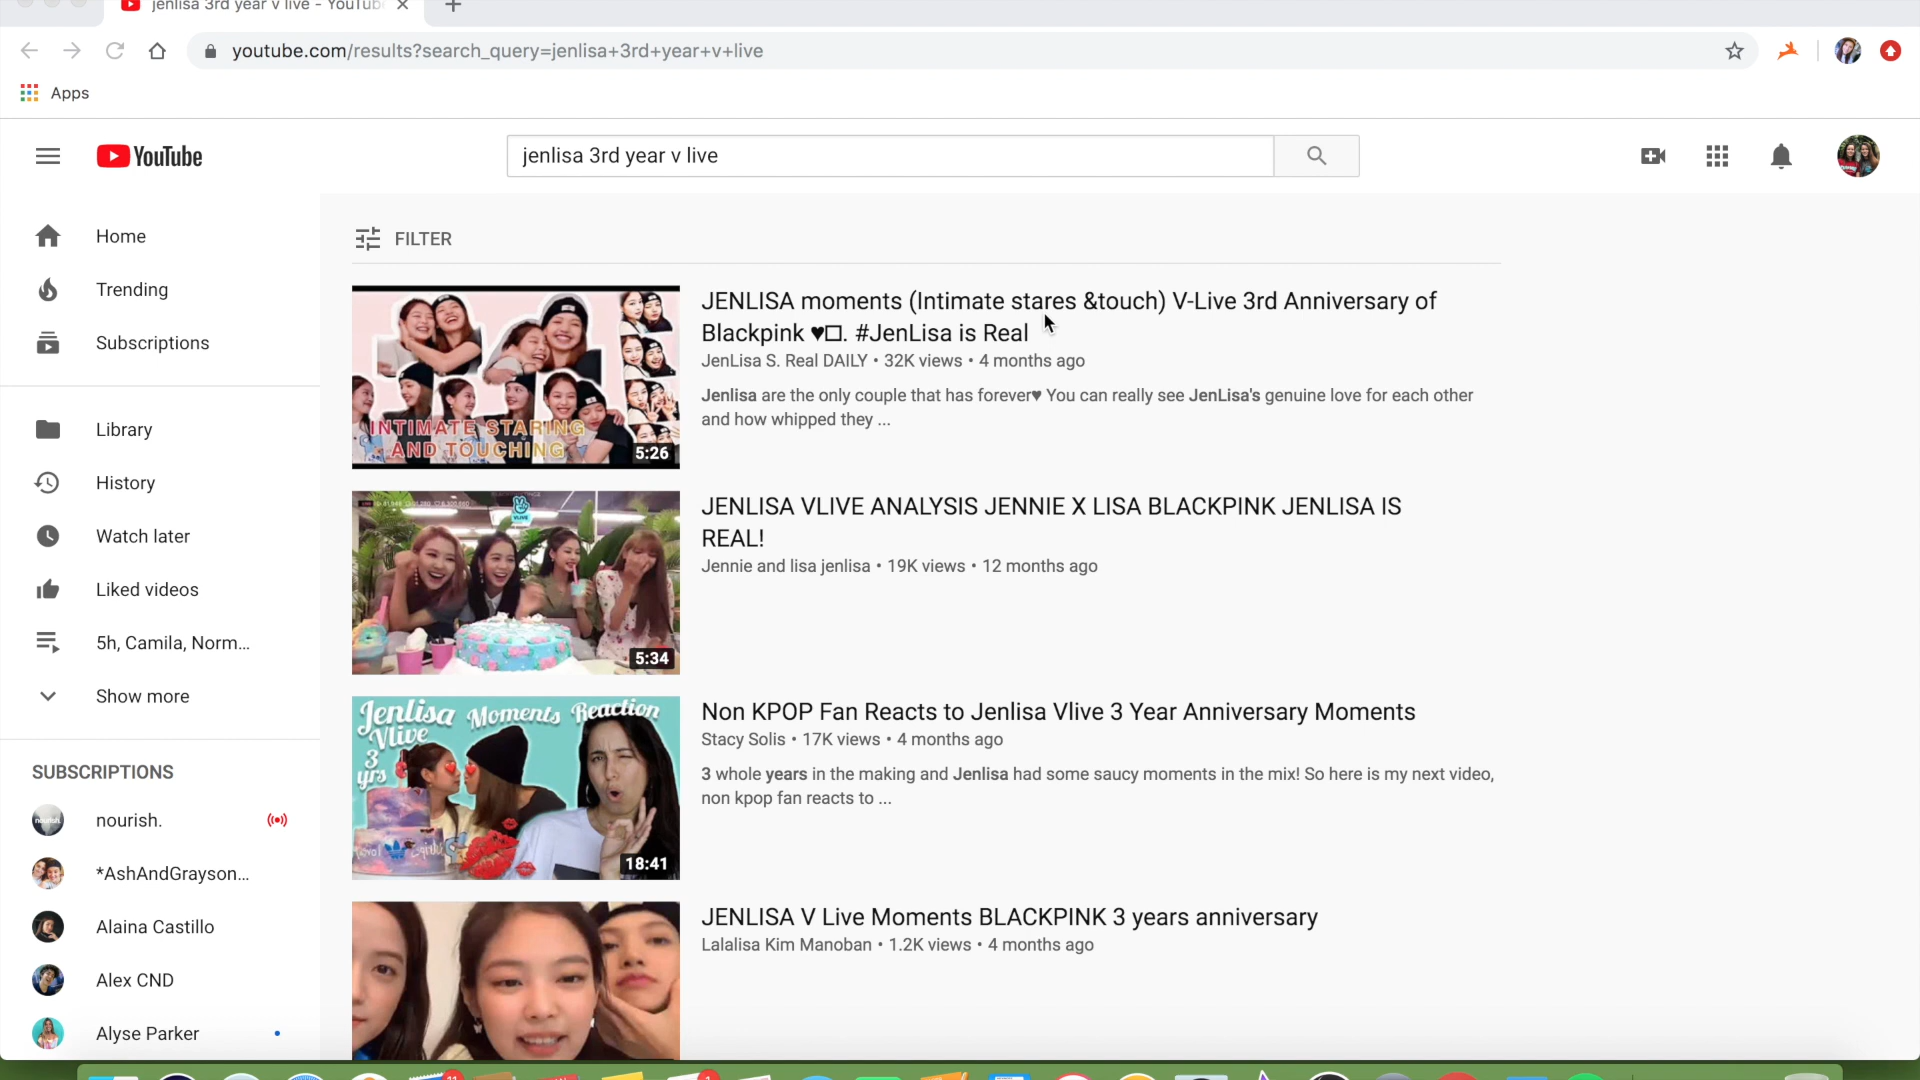 jenlisa 3rd year v live - YouTub
youtube.com/results?search_query=jenlisa+3rd+year+v+live
Apps
YouTube
jenlisa 3rd year v live
Home
Trending
Subscriptions
Library
History
Watch later
Liked videos
5h, Camila, Norm...
Show more
SUBSCRIPTIONS
nourish.
*AshAndGrayson...
Alaina Castillo
Alex CND
Alyse Parker
FILTER
INTIMATE STARING
AND TOUCHING
5:26
JENLISA moments (Intimate stares &touch) V-Live 3rd Anniversary of
Blackpink ♥□. #JenLisa is Real
JenLisa S. Real DAILY • 32K views • 4 months ago
Jenlisa are the only couple that has forever♥ You can really see JenLisa's genuine love for each other
and how whipped they ...
VLIVE
5:34
JENLISA VLIVE ANALYSIS JENNIE X LISA BLACKPINK JENLISA IS
REAL!
Jennie and lisa jenlisa • 19K views • 12 months ago
Jenlisa Moments Reaction
Vlive
3
yrs
18:41
Non KPOP Fan Reacts to Jenlisa Vlive 3 Year Anniversary Moments
Stacy Solis • 17K views • 4 months ago
3 whole years in the making and Jenlisa had some saucy moments in the mix! So here is my next video,
non kpop fan reacts to ...
JENLISA V Live Moments BLACKPINK 3 years anniversary
Lalalisa Kim Manoban • 1.2K views • 4 months ago
11
1